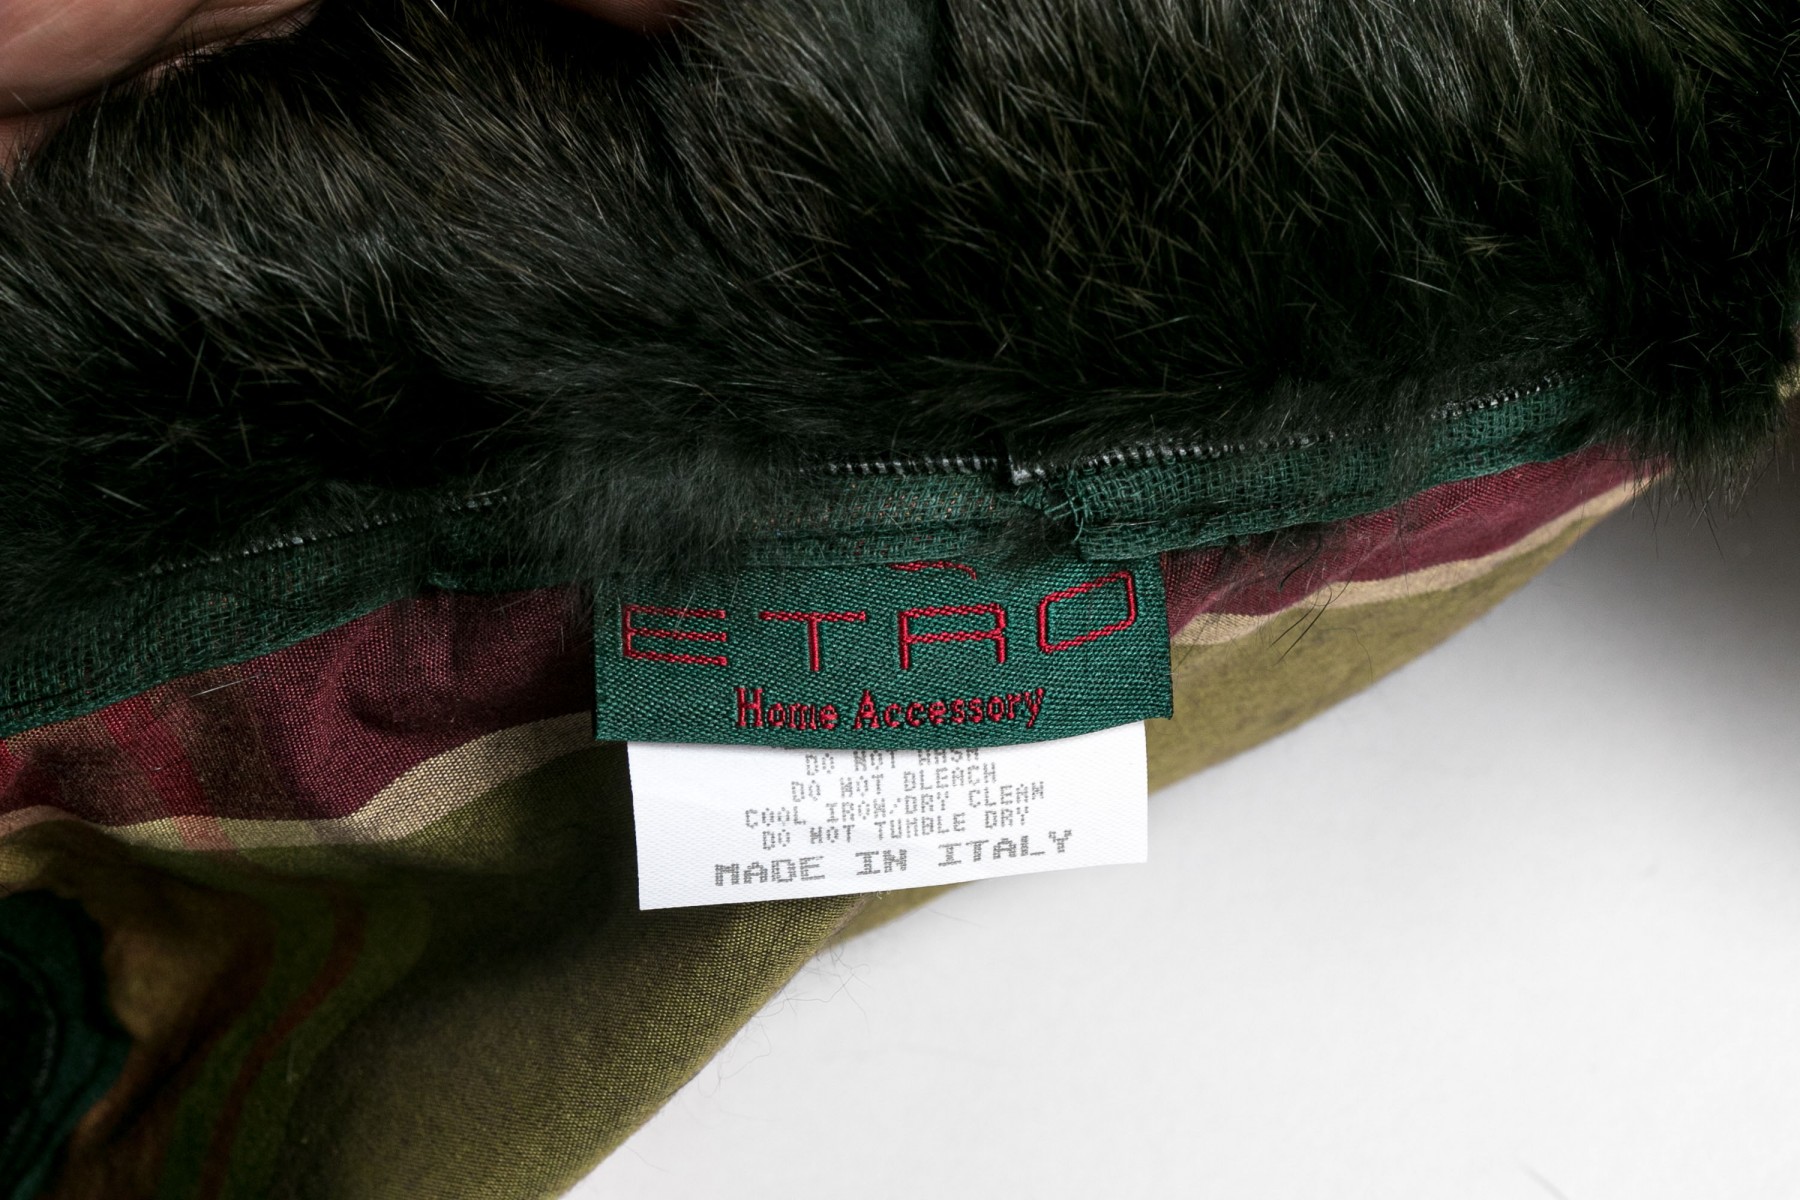 ETRO
Home Accessory
DO NOT WASH
DO NOT BLEACH
COOL IRON/DRY CLEAN
DO NOT TUMBLE DRY
MADE IN ITALY